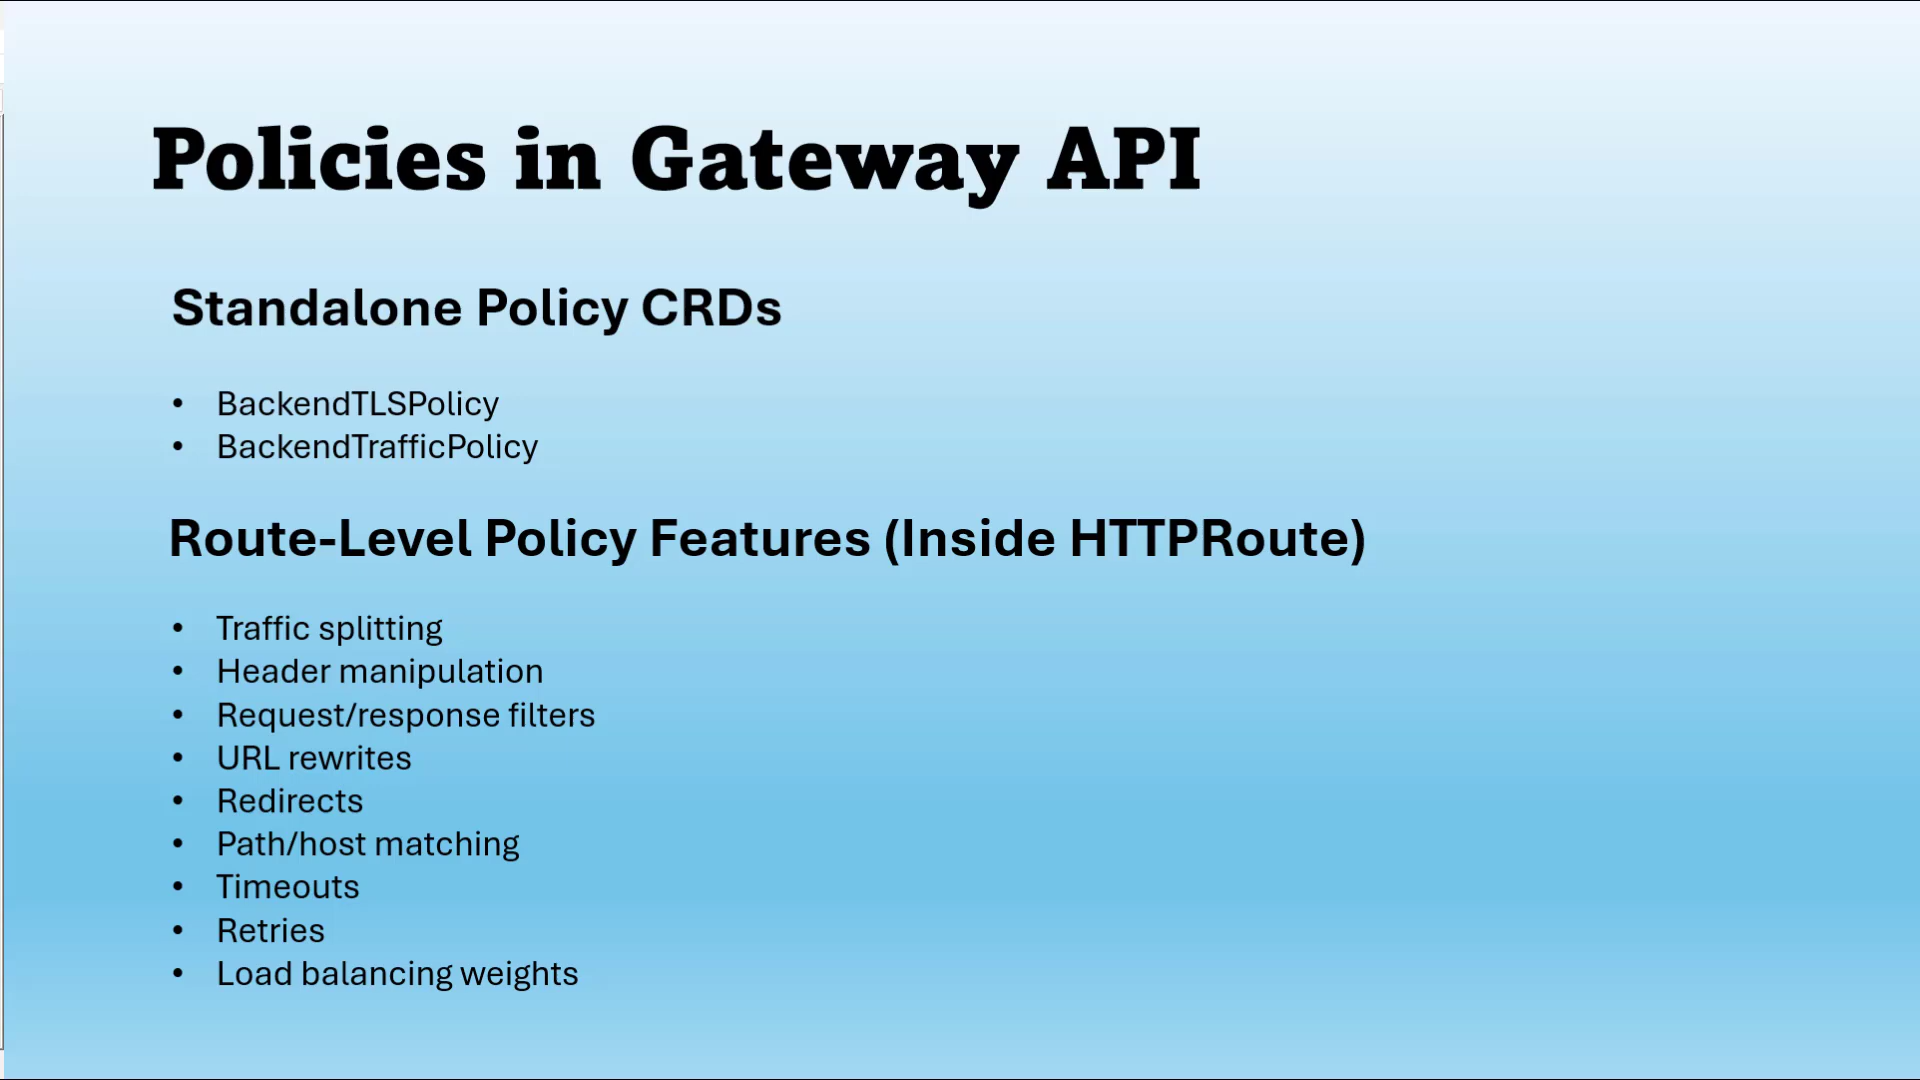 Policies in Gateway API
Standalone Policy CRDs
• BackendTLSPolicy
• BackendTrafficPolicy
Route-Level Policy Features (Inside HTTPRoute)
• Traffic splitting
• Header manipulation
• Request/response filters
• URL rewrites
• Redirects
• Path/host matching
• Timeouts
• Retries
• Load balancing weights